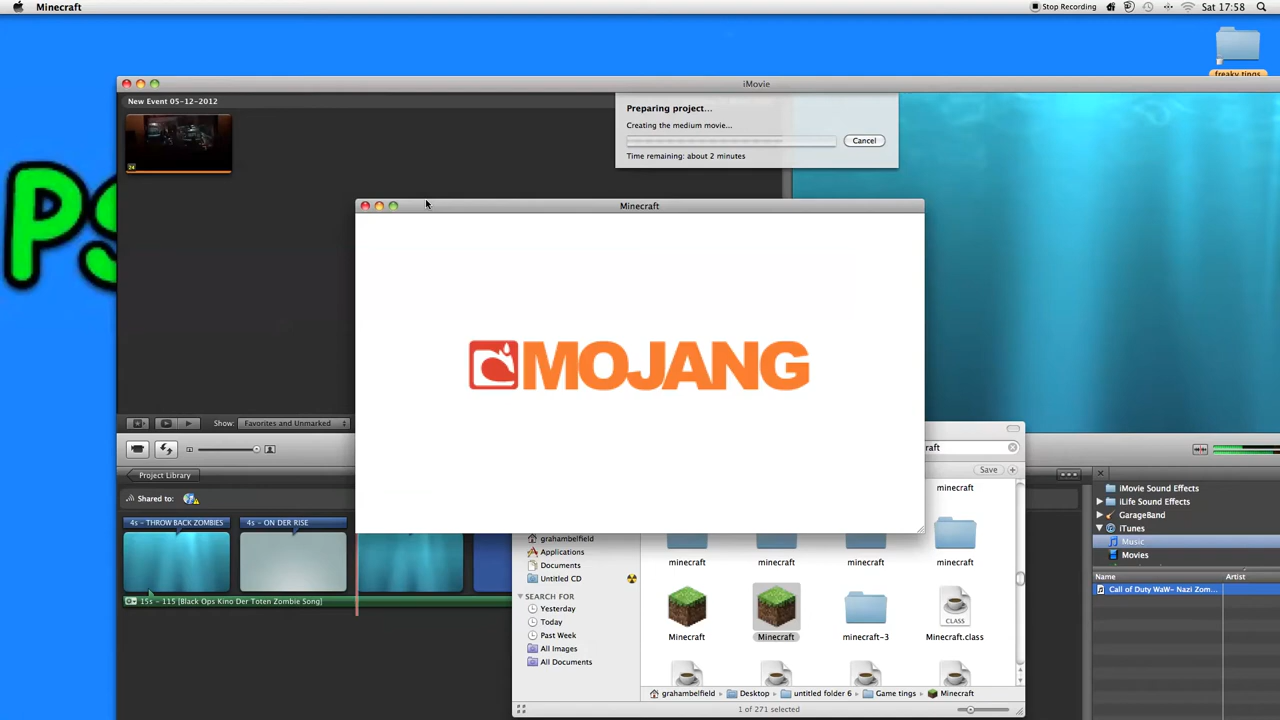 Minecraft
Stop Recording
Sat 17:58
freaky tings
iMovie
New Event 05-12-2012
Preparing project...
Creating the medium movie...
Cancel
Time remaining: about 2 minutes
24
PS
Minecraft
MOJANG
Show: Favorites and Unmarked
raft
Project Library
Save
Shared to:
minecraft
iMovie Sound Effects
iLife Sound Effects
GarageBand
iTunes
Music
Movies
4s - THROW BACK ZOMBIES
4s - ON DER RISE
grahambelfield
Applications
Documents
Untitled CD
minecraft
minecraft
minecraft
minecraft
Name
Artist
Call of Duty WaW- Nazi Zom...
15s - 115 [Black Ops Kino Der Toten Zombie Song]
SEARCH FOR
Yesterday
Today
Past Week
All Images
All Documents
CLASS
Minecraft
Minecraft
minecraft-3
Minecraft.class
grahambelfield
Desktop
untitled folder 6
Game tings
Minecraft
1 of 271 selected